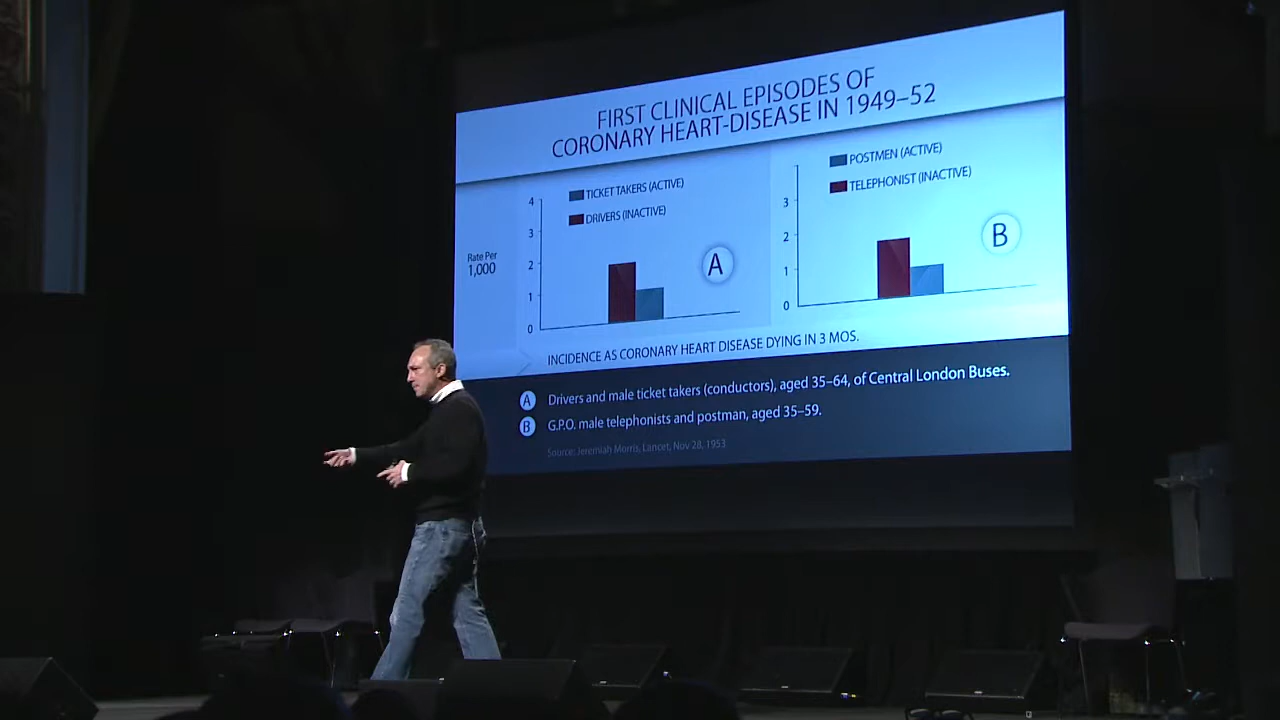 FIRST CLINICAL EPISODES OF
CORONARY HEART-DISEASE IN 1949–52
TICKET TAKERS (ACTIVE)
DRIVERS (INACTIVE)
Rate Per
1,000
4
3
2
1
0
A
POSTMEN (ACTIVE)
TELEPHONIST (INACTIVE)
3
2
1
0
B
INCIDENCE AS CORONARY HEART DISEASE DYING IN 3 MOS.
A Drivers and male ticket takers (conductors), aged 35–64, of Central London Buses.
B G.P.O. male telephonists and postman, aged 35–59.
Source: Jeremiah Morris, Lancet, Nov 28, 1953